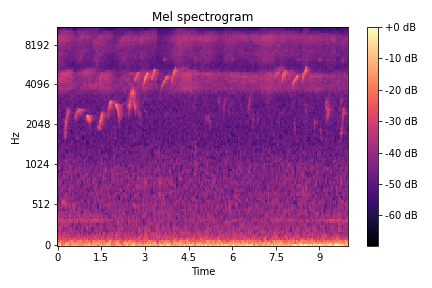 Mel spectrogram
8192
4096
2048
1024
512
0
Hz
0 1.5 3 4.5 6 7.5 9
Time
+0 dB
-10 dB
-20 dB
-30 dB
-40 dB
-50 dB
-60 dB